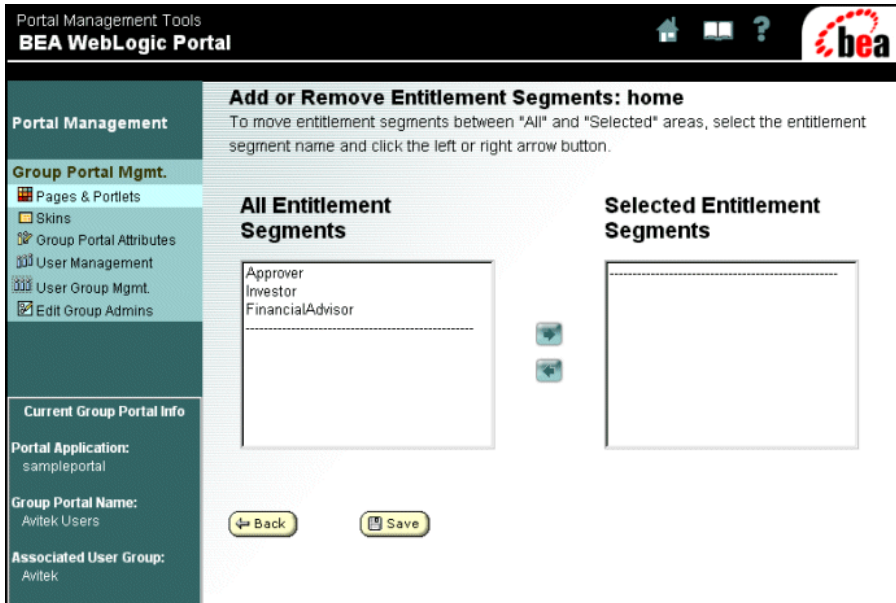 Portal Management Tools
BEA WebLogic Portal
?
bea
Portal Management
Group Portal Mgmt.
Pages & Portlets
Skins
Group Portal Attributes
User Management
User Group Mgmt.
Edit Group Admins
Current Group Portal Info
Portal Application:
sampleportal
Group Portal Name:
Avitek Users
Associated User Group:
Avitek
Add or Remove Entitlement Segments: home
To move entitlement segments between "All" and "Selected" areas, select the entitlement
segment name and click the left or right arrow button.
All Entitlement
Segments
Approver
Investor
FinancialAdvisor
Selected Entitlement
Segments
Back
Save